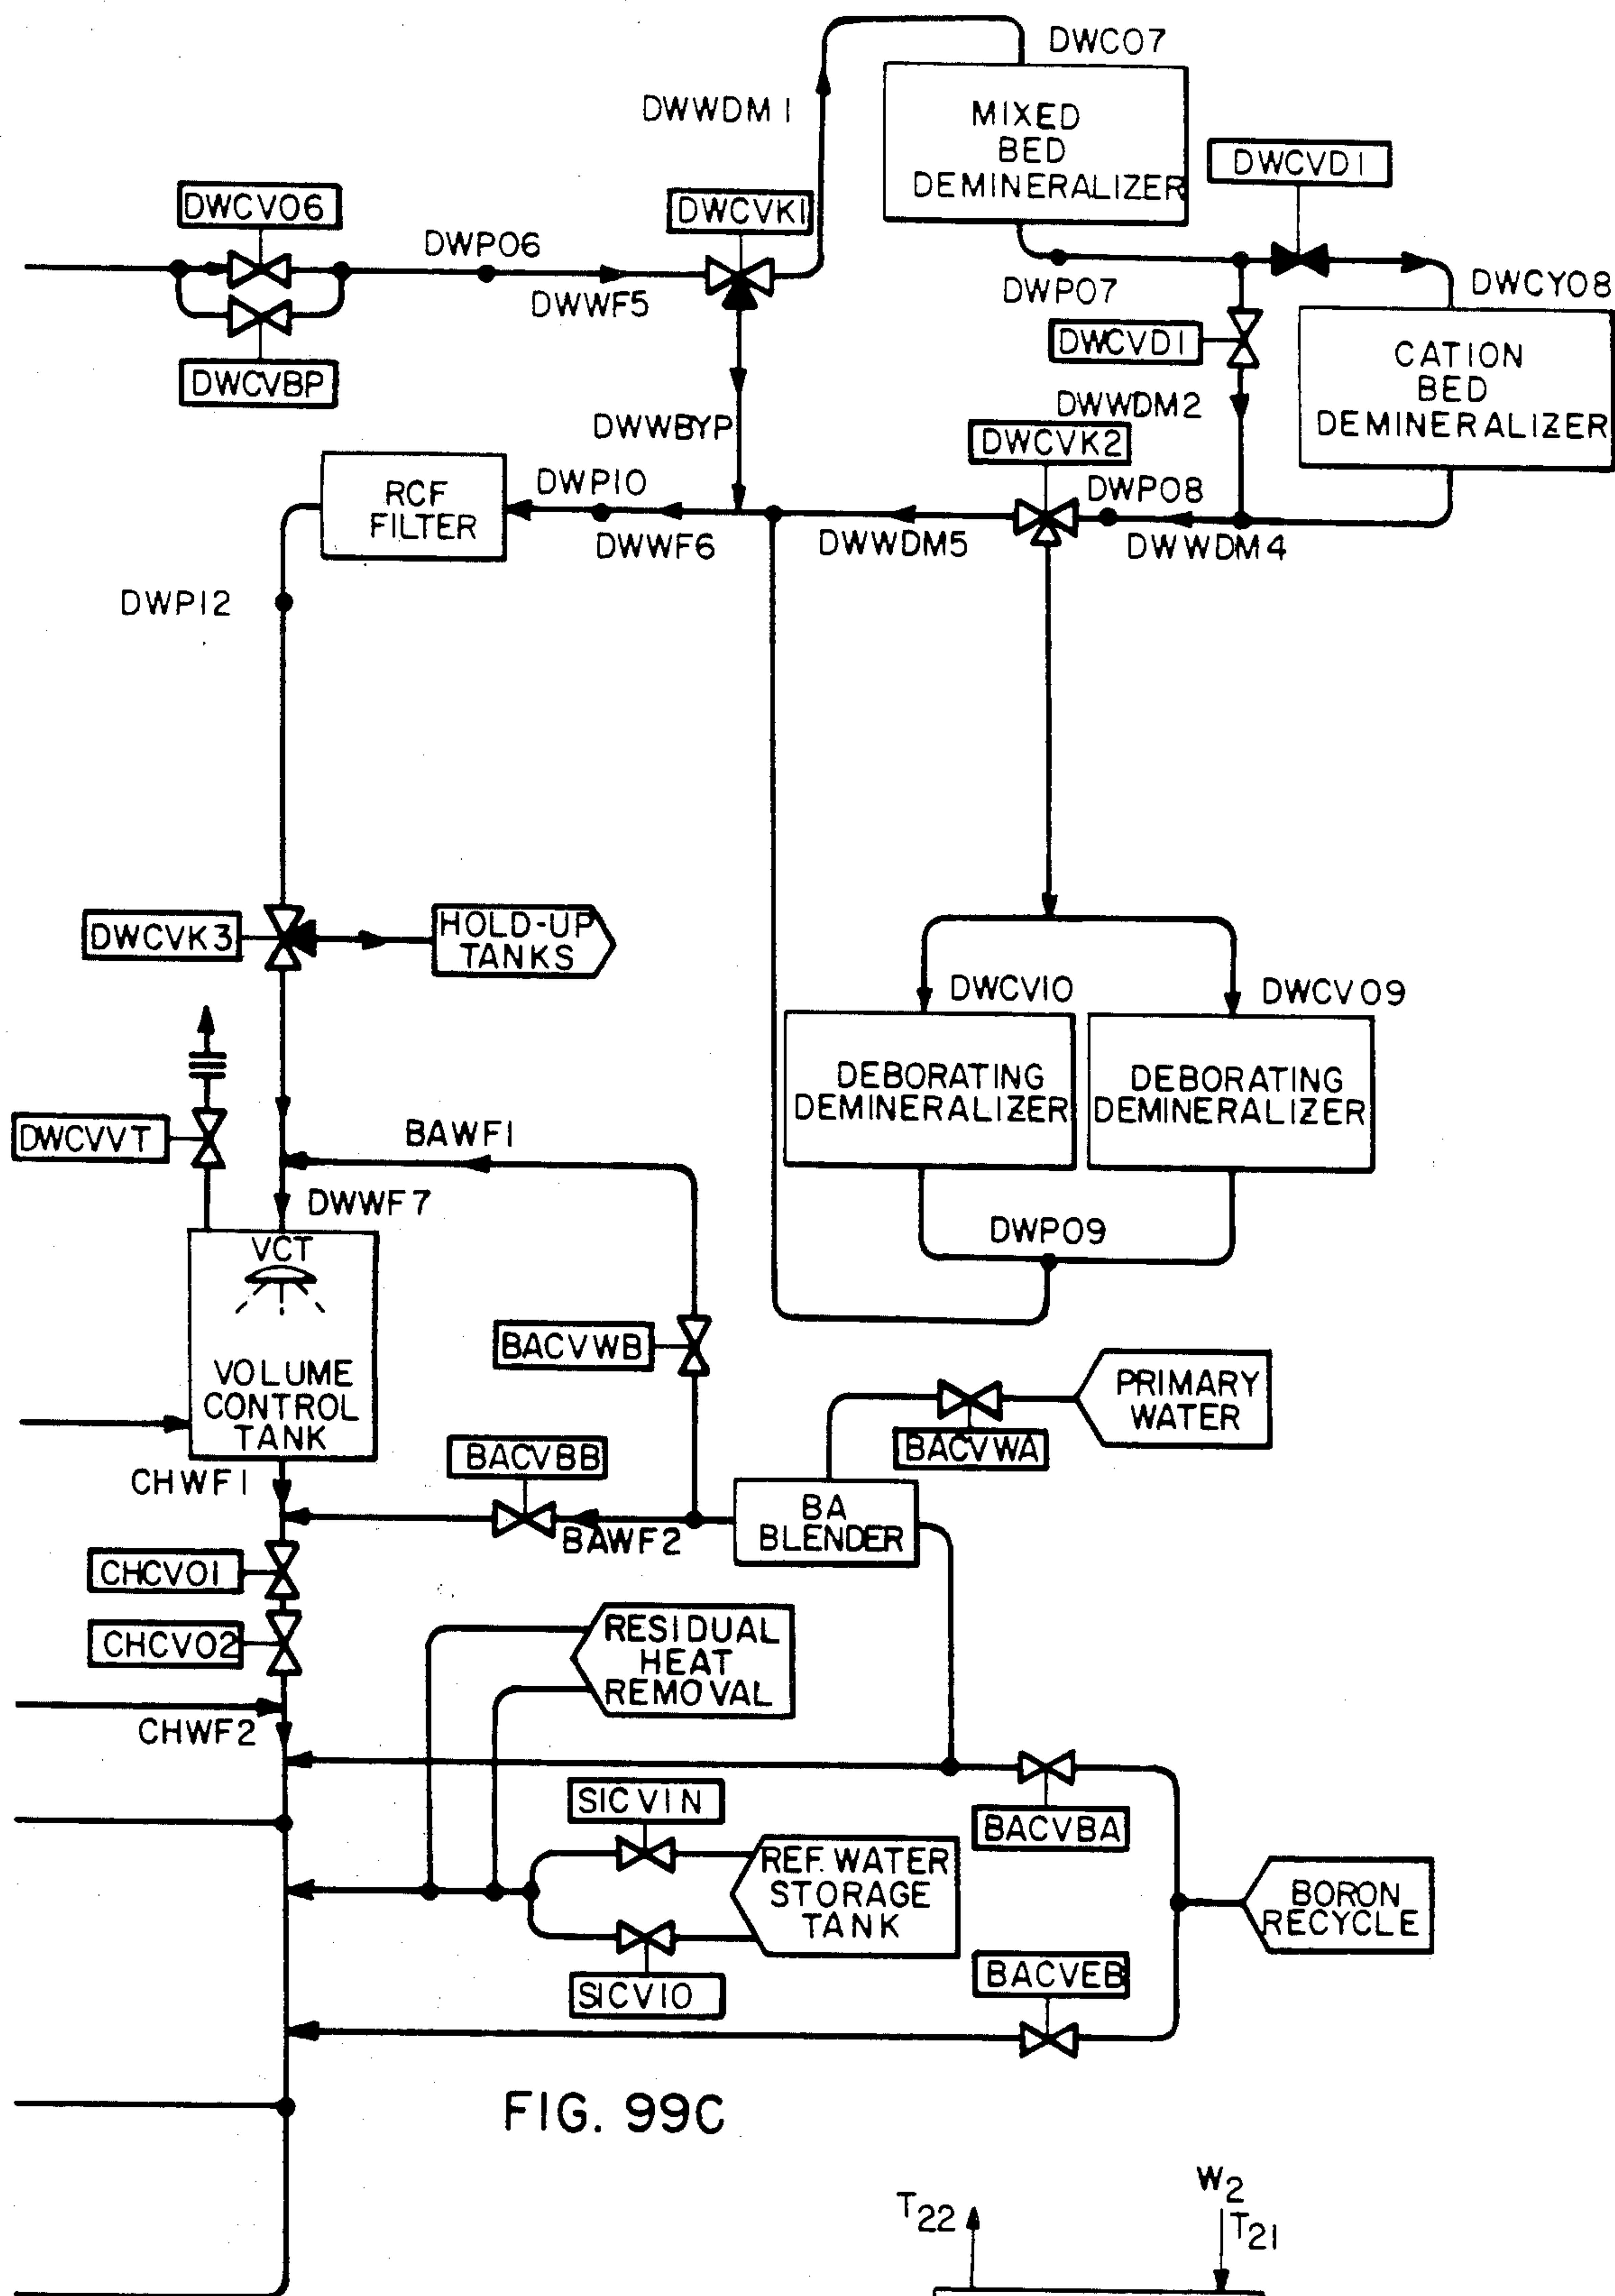 DWC07
DWWDM1
MIXED
BED
DEMINERALIZER
DWCVD1
DWCV06
DWCVK1
DWP06
DWWF5
DWP07
DWCY08
DWCVBP
DWCVD1
CATION
BED
DEMINERALIZER
DWWBYP
DWWDM2
DWCVK2
RCF
FILTER
DWP10
DWP08
DWWF6
DWWDM5
DWWDM4
DWP12
DWCVK3
HOLD-UP
TANKS
DWCV10
DWCV09
DEBORATING
DEMINERALIZER
DEBORATING
DEMINERALIZER
DWCVVT
BAWF1
DWWF7
DWP09
VCT
VOLUME
CONTROL
TANK
BACVWB
PRIMARY
WATER
BACVWA
BACVBB
CHWF1
BA
BLENDER
BAWF2
CHCV01
CHCV02
RESIDUAL
HEAT
REMOVAL
CHWF2
SICV1N
BACVBA
REF. WATER
STORAGE
TANK
BORON
RECYCLE
SICV10
BACVEB
FIG. 99C
W2
T22
T21